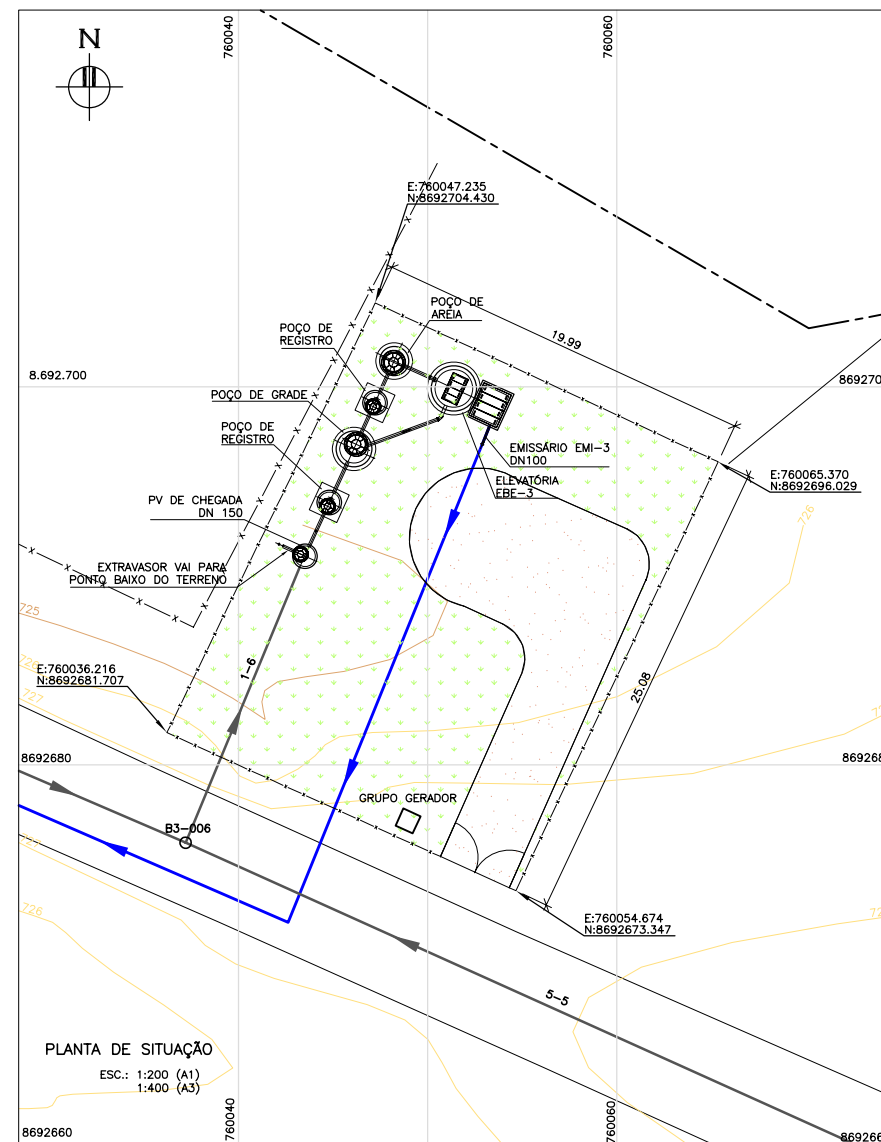 760040
760060
N
E:760047.235
N:8692704.430
POÇO DE
AREIA
POÇO DE
REGISTRO
19.99
8.692.700
869270
POÇO DE GRADE
POÇO DE
REGISTRO
EMISSÁRIO EMI-3
DN100
ELEVATÓRIA
EBE-3
E:760065.370
N:8692696.029
PV DE CHEGADA
DN 150
726
EXTRAVASOR VAI PARA
PONTO BAIXO DO TERRENO
725
726
1-6
E:760036.216
N:8692681.707
727
25.08
8692680
869268
GRUPO GERADOR
B3-006
726
E:760054.674
N:8692673.347
5-5
PLANTA DE SITUAÇÃO
ESC.: 1:200 (A1)
1:400 (A3)
760040
760060
8692660
869266